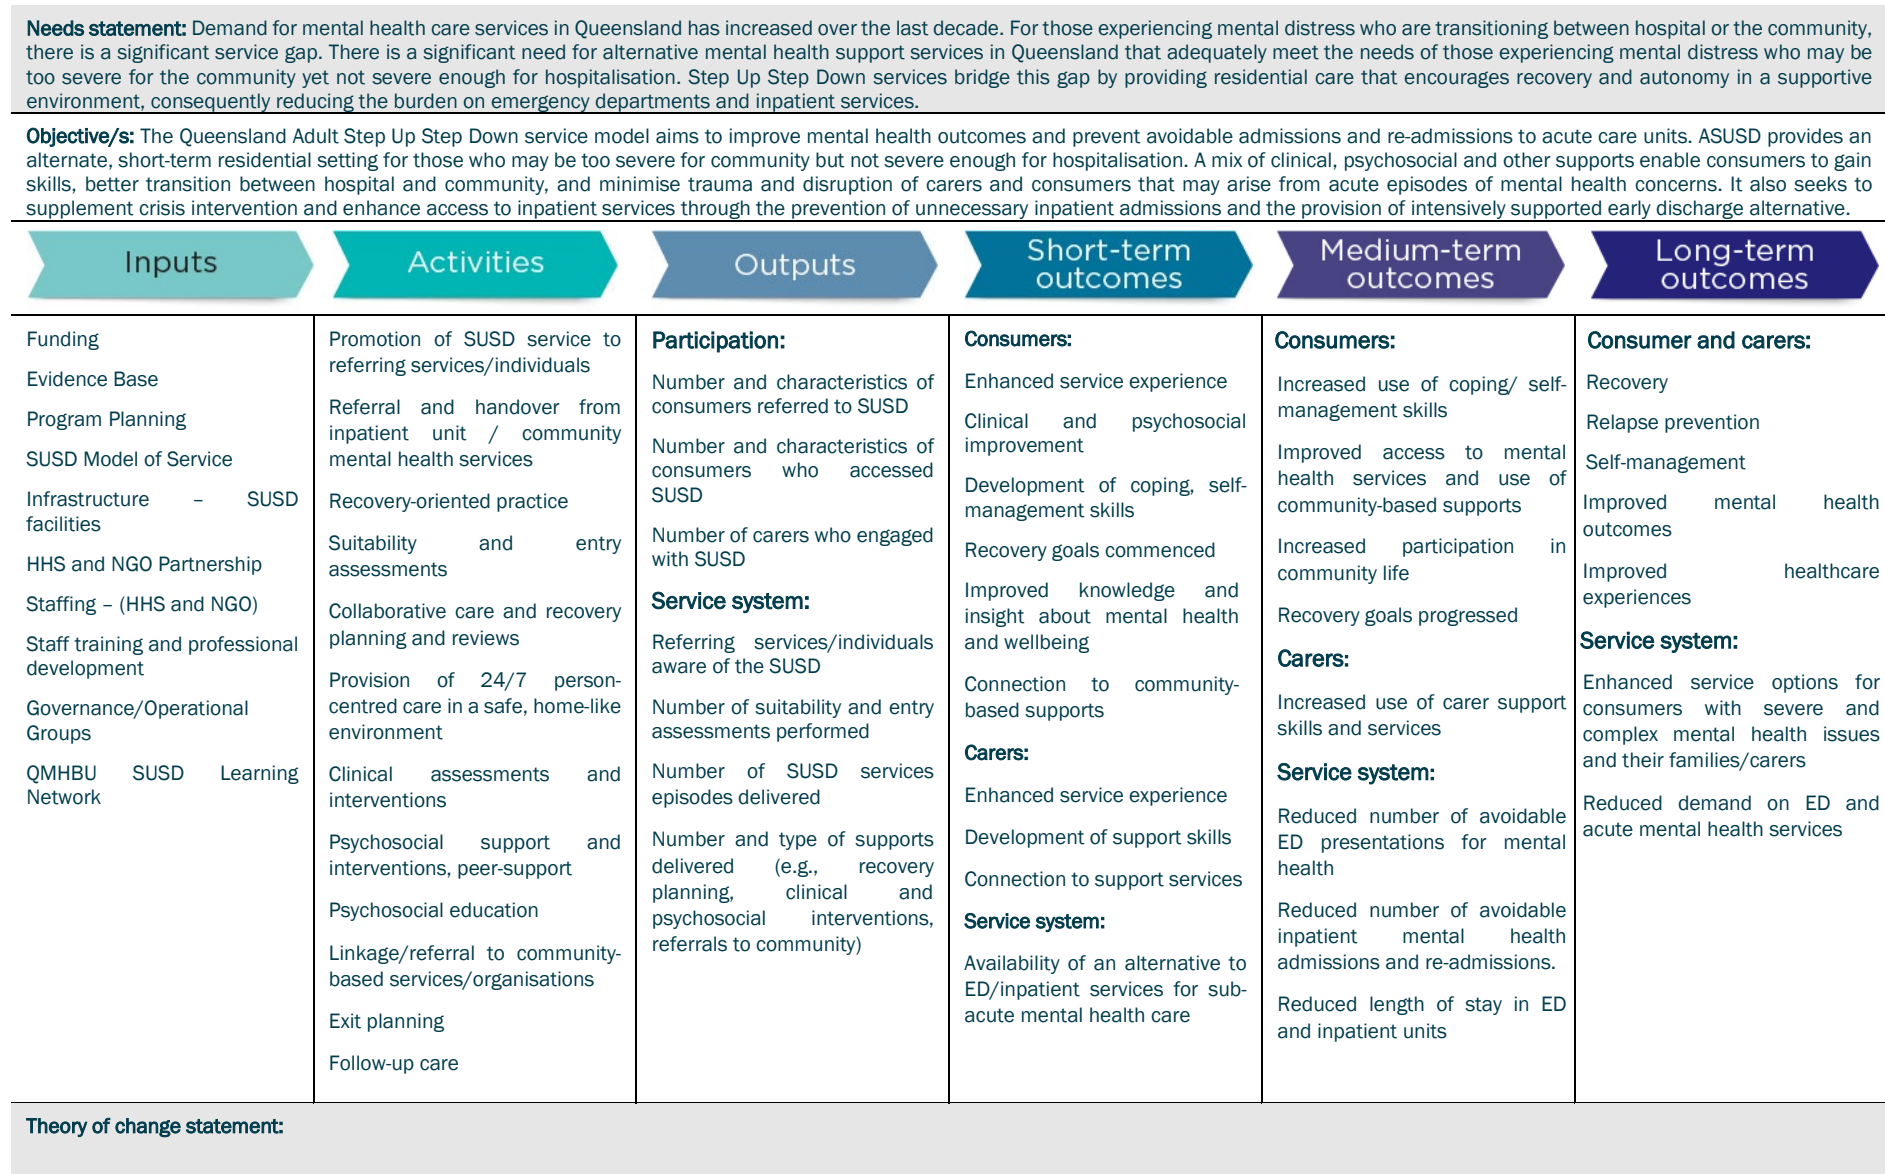 Needs statement: Demand for mental health care services in Queensland has increased over the last decade. For those experiencing mental distress who are transitioning between hospital or the community,
there is a significant service gap. There is a significant need for alternative mental health support services in Queensland that adequately meet the needs of those experiencing mental distress who may be
too severe for the community yet not severe enough for hospitalisation. Step Up Step Down services bridge this gap by providing residential care that encourages recovery and autonomy in a supportive
environment, consequently reducing the burden on emergency departments and inpatient services.
Objective/s: The Queensland Adult Step Up Step Down service model aims to improve mental health outcomes and prevent avoidable admissions and re-admissions to acute care units. ASUSD provides an
alternate, short-term residential setting for those who may be too severe for community but not severe enough for hospitalisation. A mix of clinical, psychosocial and other supports enable consumers to gain
skills, better transition between hospital and community, and minimise trauma and disruption of carers and consumers that may arise from acute episodes of mental health concerns. It also seeks to
supplement crisis intervention and enhance access to inpatient services through the prevention of unnecessary inpatient admissions and the provision of intensively supported early discharge alternative.
Inputs
Funding
Evidence Base
Program Planning
SUSD Model of Service
Infrastructure – SUSD
facilities
HHS and NGO Partnership
Staffing – (HHS and NGO)
Staff training and professional
development
Governance/Operational
Groups
QMHBU SUSD Learning
Network
Activities
Promotion of SUSD service to
referring services/individuals
Referral and handover from
inpatient unit / community
mental health services
Recovery-oriented practice
Suitability and entry
assessments
Collaborative care and recovery
planning and reviews
Provision of 24/7 person-
centred care in a safe, home-like
environment
Clinical assessments and
interventions
Psychosocial support and
interventions, peer-support
Psychosocial education
Linkage/referral to community-
based services/organisations
Exit planning
Follow-up care
Outputs
Participation:
Number and characteristics of
consumers referred to SUSD
Number and characteristics of
consumers who accessed
SUSD
Number of carers who engaged
with SUSD
Service system:
Referring services/individuals
aware of the SUSD
Number of suitability and entry
assessments performed
Number of SUSD services
episodes delivered
Number and type of supports
delivered (e.g., recovery
planning, clinical and
psychosocial interventions,
referrals to community)
Short-term
outcomes
Consumers:
Enhanced service experience
Clinical and psychosocial
improvement
Development of coping, self-
management skills
Recovery goals commenced
Improved knowledge and
insight about mental health
and wellbeing
Connection to community-
based supports
Carers:
Enhanced service experience
Development of support skills
Connection to support services
Service system:
Availability of an alternative to
ED/inpatient services for sub-
acute mental health care
Medium-term
outcomes
Consumers:
Increased use of coping/ self-
management skills
Improved access to mental
health services and use of
community-based supports
Increased participation in
community life
Recovery goals progressed
Carers:
Increased use of carer support
skills and services
Service system:
Reduced number of avoidable
ED presentations for mental
health
Reduced number of avoidable
inpatient mental health
admissions and re-admissions.
Reduced length of stay in ED
and inpatient units
Long-term
outcomes
Consumer and carers:
Recovery
Relapse prevention
Self-management
Improved mental health
outcomes
Improved healthcare
experiences
Service system:
Enhanced service options for
consumers with severe and
complex mental health issues
and their families/carers
Reduced demand on ED and
acute mental health services
Theory of change statement: